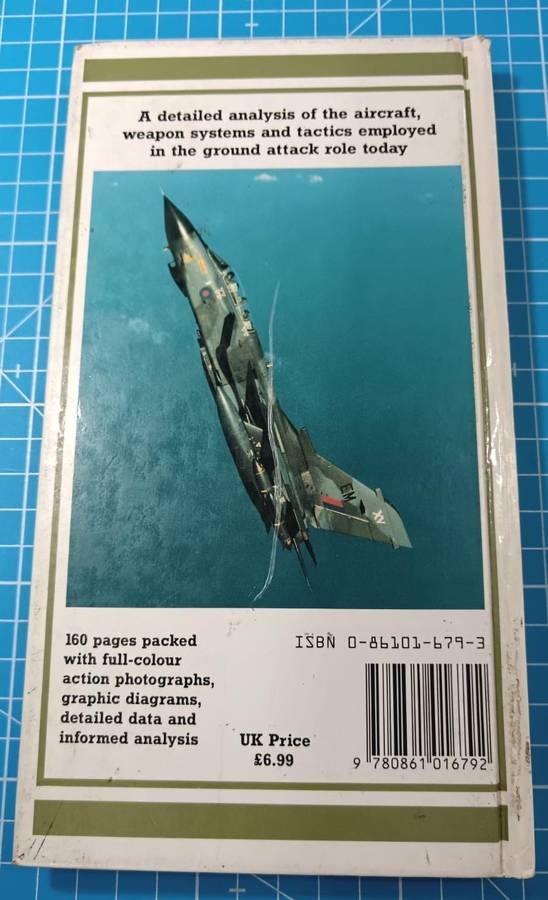 A detailed analysis of the aircraft,
weapon systems and tactics employed
in the ground attack role today
EM
160 pages packed
with full-colour
action photographs,
graphic diagrams,
detailed data and
informed analysis
UK Price
£6.99
ISBN 0-86101-679-3
9 780861 016792